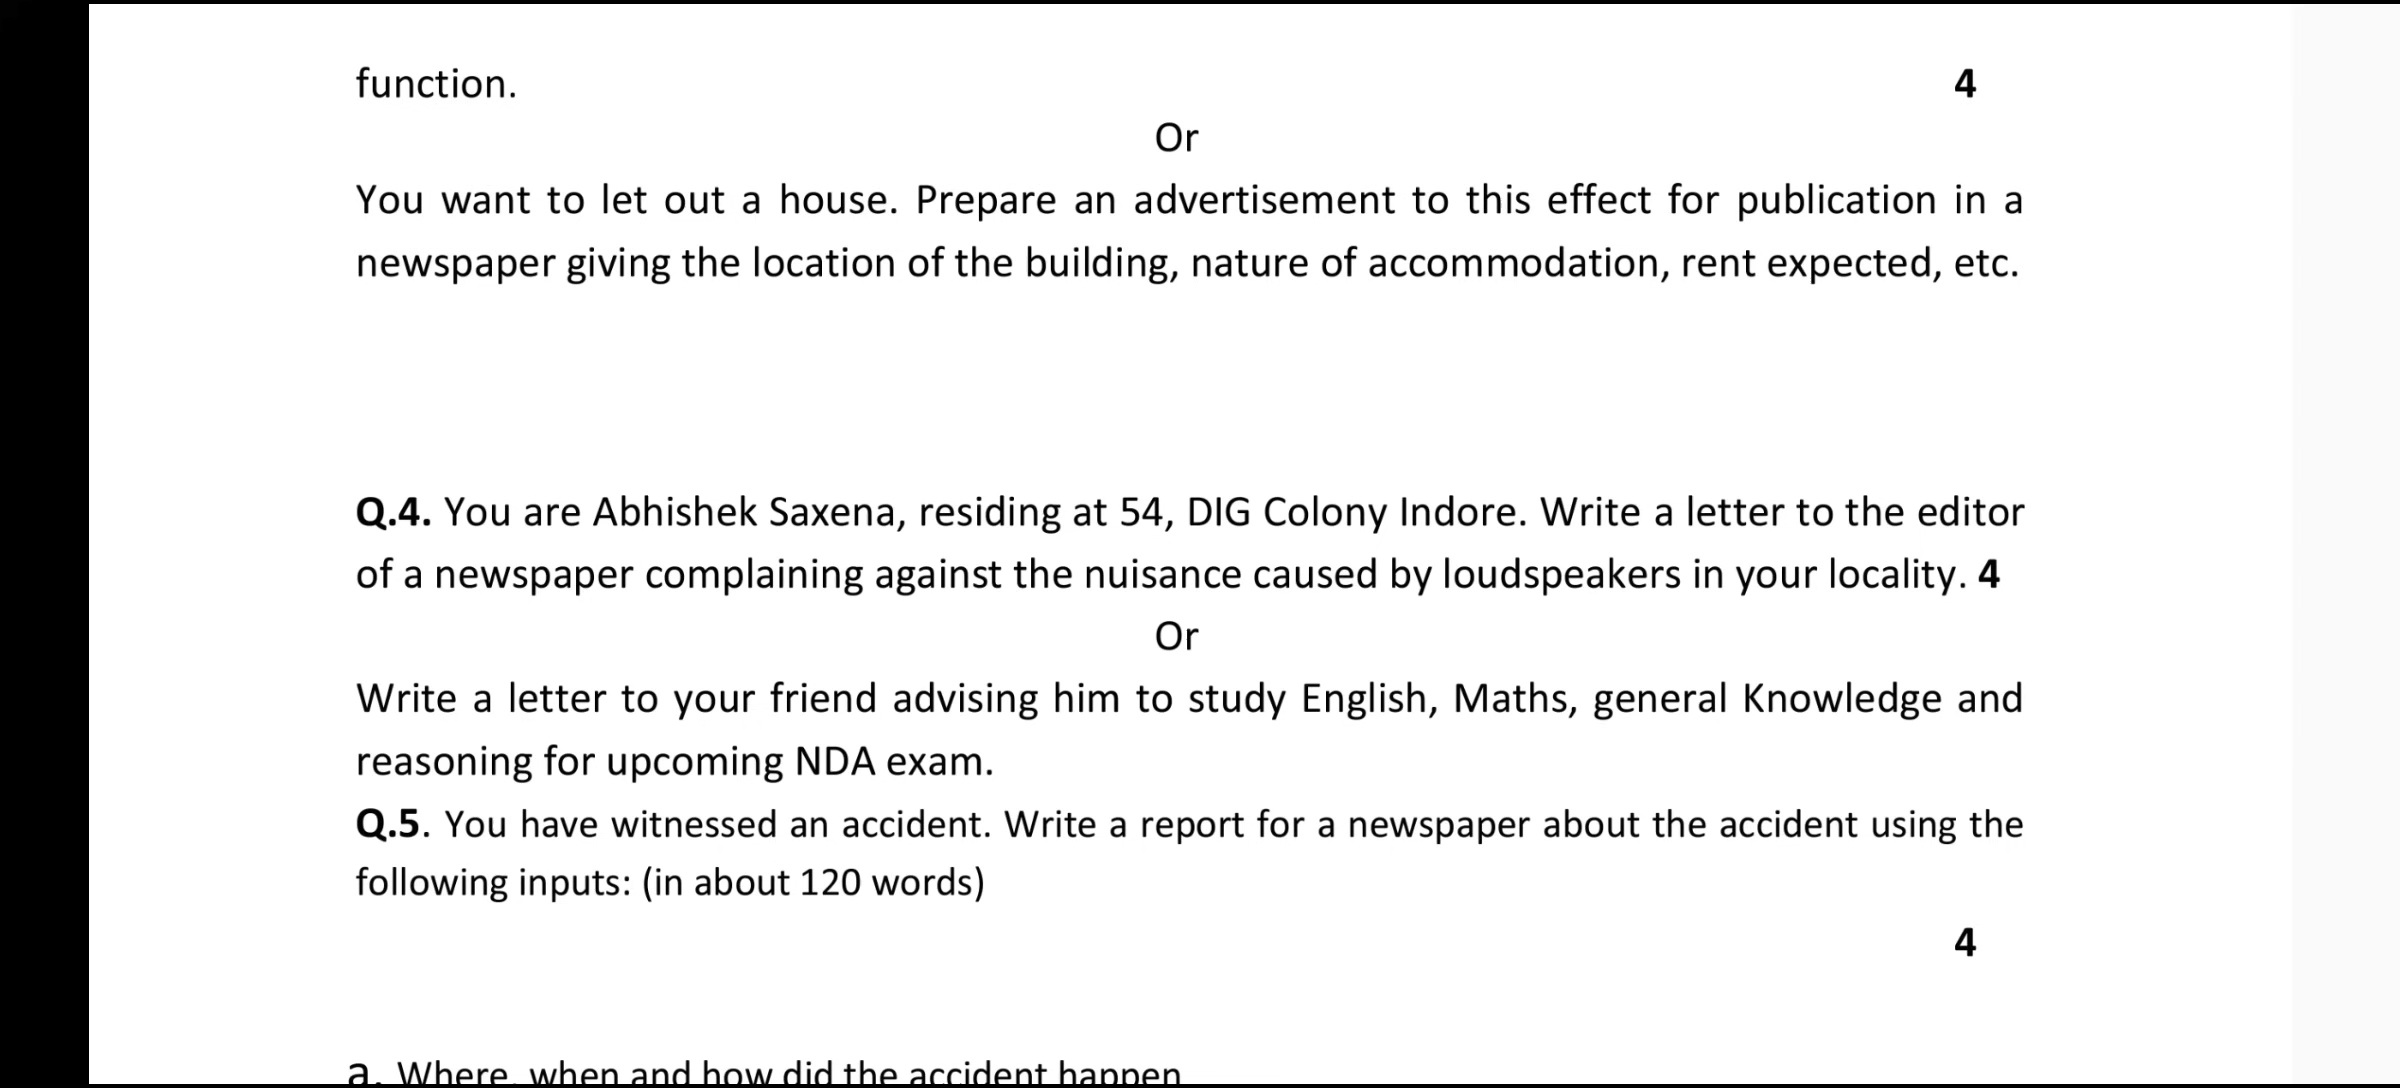 function. 4
Or
You want to let out a house. Prepare an advertisement to this effect for publication in a
newspaper giving the location of the building, nature of accommodation, rent expected, etc.
Q.4. You are Abhishek Saxena, residing at 54, DIG Colony Indore. Write a letter to the editor
of a newspaper complaining against the nuisance caused by loudspeakers in your locality. 4
Or
Write a letter to your friend advising him to study English, Maths, general Knowledge and
reasoning for upcoming NDA exam.
Q.5. You have witnessed an accident. Write a report for a newspaper about the accident using the
following inputs: (in about 120 words)
4
a. Where, when and how did the accident happen